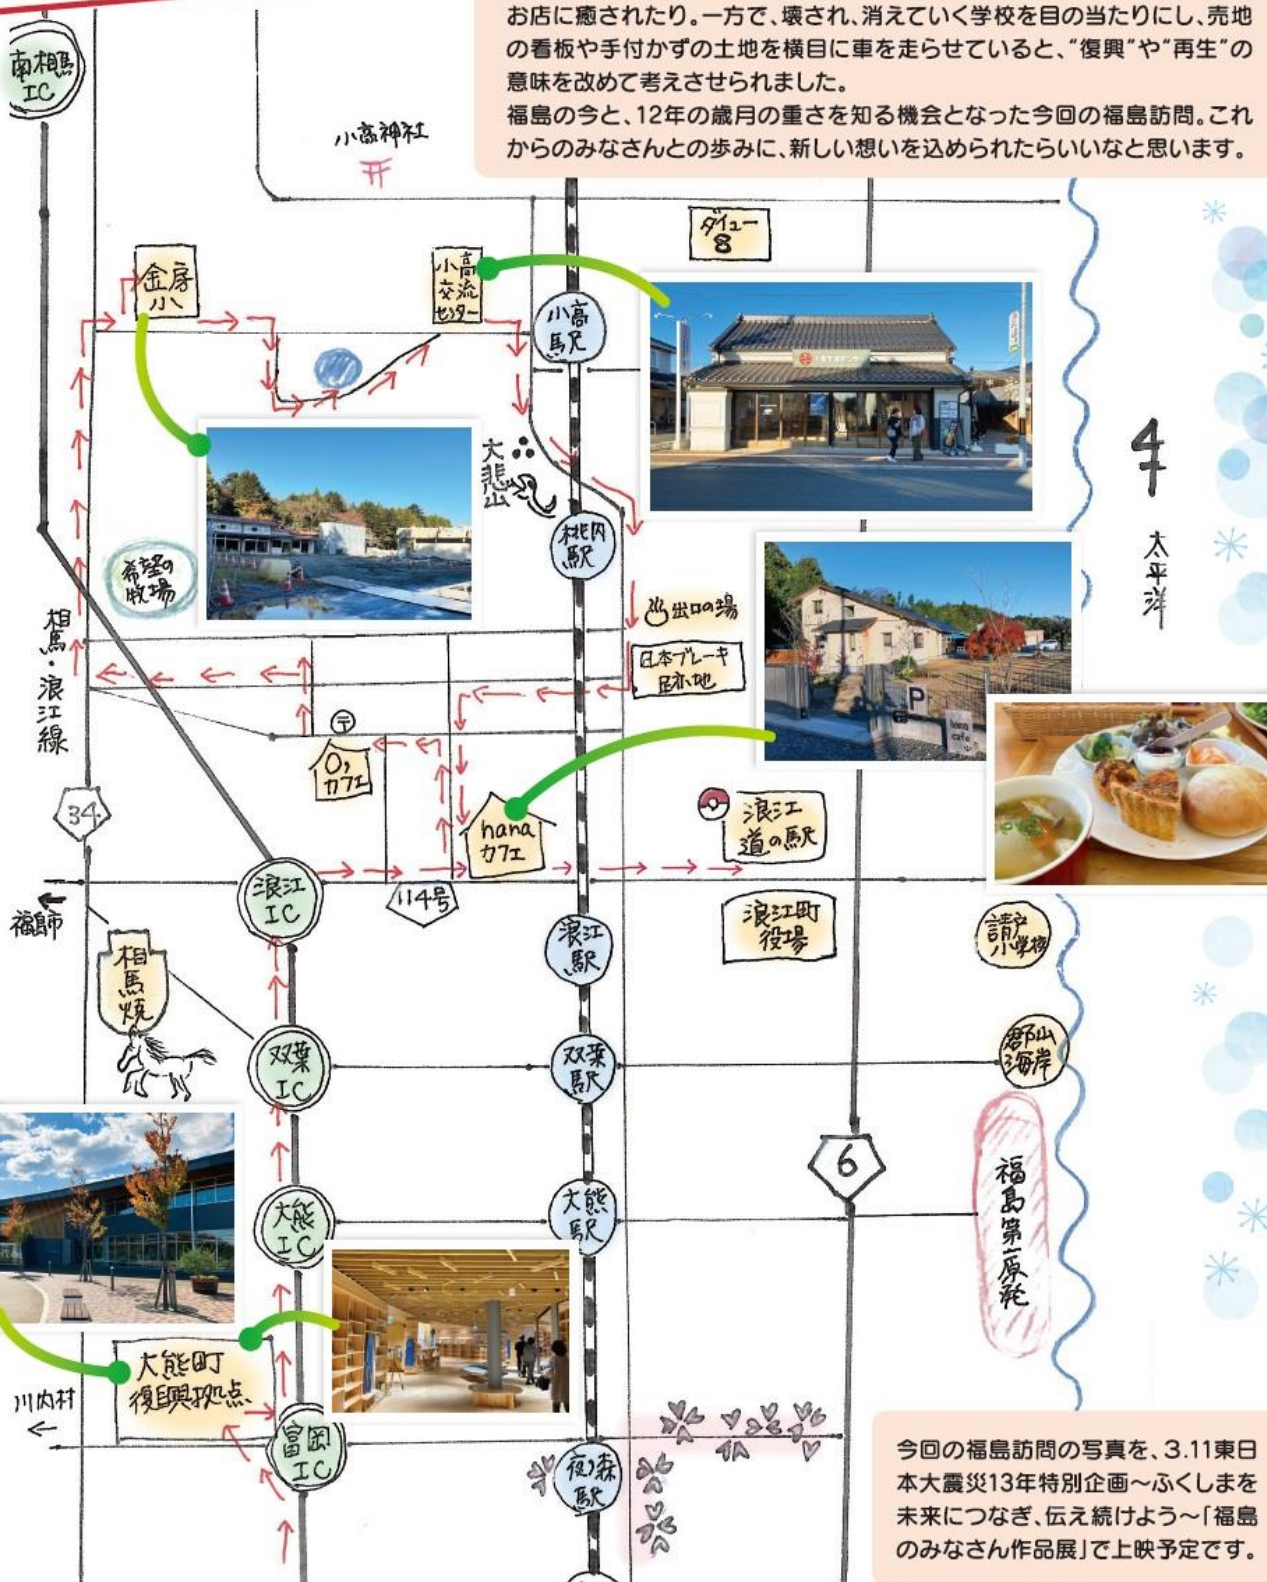 お店に癒されたり。一方で、壊され、消えていく学校を目の当たりにし、売地
の看板や手付かずの土地を横目に車を走らせていると、“復興”や“再生”の
意味を改めて考えさせられました。
福島の今と、12年の歳月の重さを知る機会となった今回の福島訪問。これ
からのみなさんとの歩みに、新しい想いを込められたらいいなと思います。
南相馬
IC
小高神社
ダイユー
8
金房
小
小高
交流
センター
小高
駅
大悲山
桃内
駅
希望の
牧場
相馬・浪江線
太平洋
出口の場
日本ブレーキ
跡地
〒
O,
カフェ
hana
カフェ
P
hana
cafe
34
浪江
道の駅
浪江
IC
114号
福島市
浪江町
役場
浪江
駅
請戸
小学校
相馬焼
双葉
IC
双葉
駅
郡山
海岸
6
福島第一原発
大熊
IC
大熊
駅
大熊町
復興拠点
川内村
富岡
IC
夜ノ森
駅
今回の福島訪問の写真を、3.11東日
本大震災13年特別企画～ふくしまを
未来につなぎ、伝え続けよう～「福島
のみなさん作品展」で上映予定です。